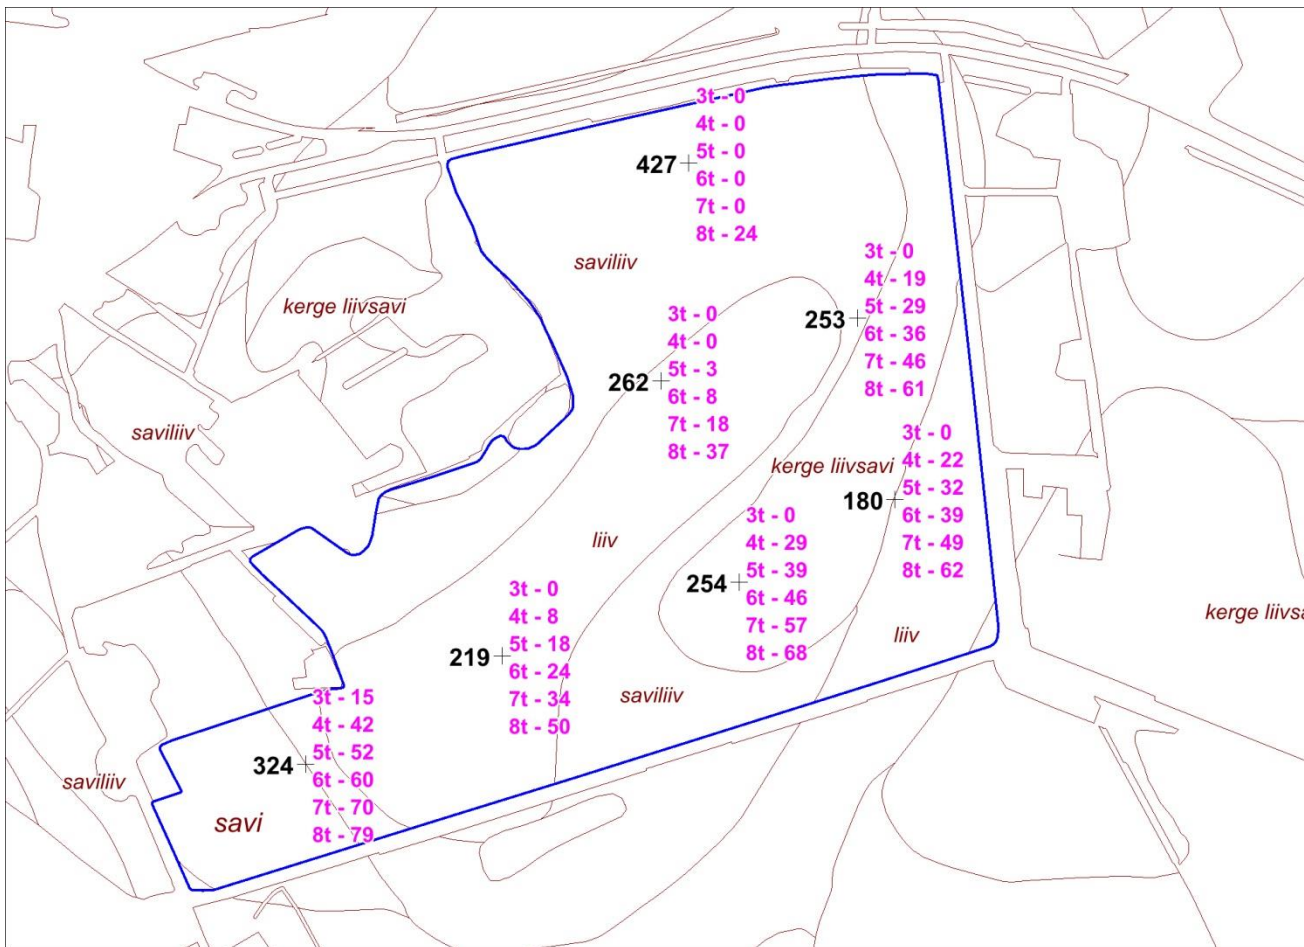 3t - 0
4t - 0
5t - 0
427
6t - 0
7t - 0
8t - 24
saviliiv
kerge liivsavi
3t - 0
4t - 19
5t - 29
253
6t - 36
7t - 46
8t - 61
3t - 0
4t - 0
5t - 3
262
6t - 8
7t - 18
8t - 37
saviliiv
kerge liivsavi
3t - 0
4t - 22
5t - 32
180
6t - 39
7t - 49
8t - 62
liiv
3t - 0
4t - 29
5t - 39
254
6t - 46
7t - 57
8t - 68
3t - 0
4t - 8
5t - 18
219
6t - 24
7t - 34
8t - 50
liiv
kerge liivsa
saviliiv
3t - 15
4t - 42
5t - 52
324
6t - 60
7t - 70
8t - 79
saviliiv
savi